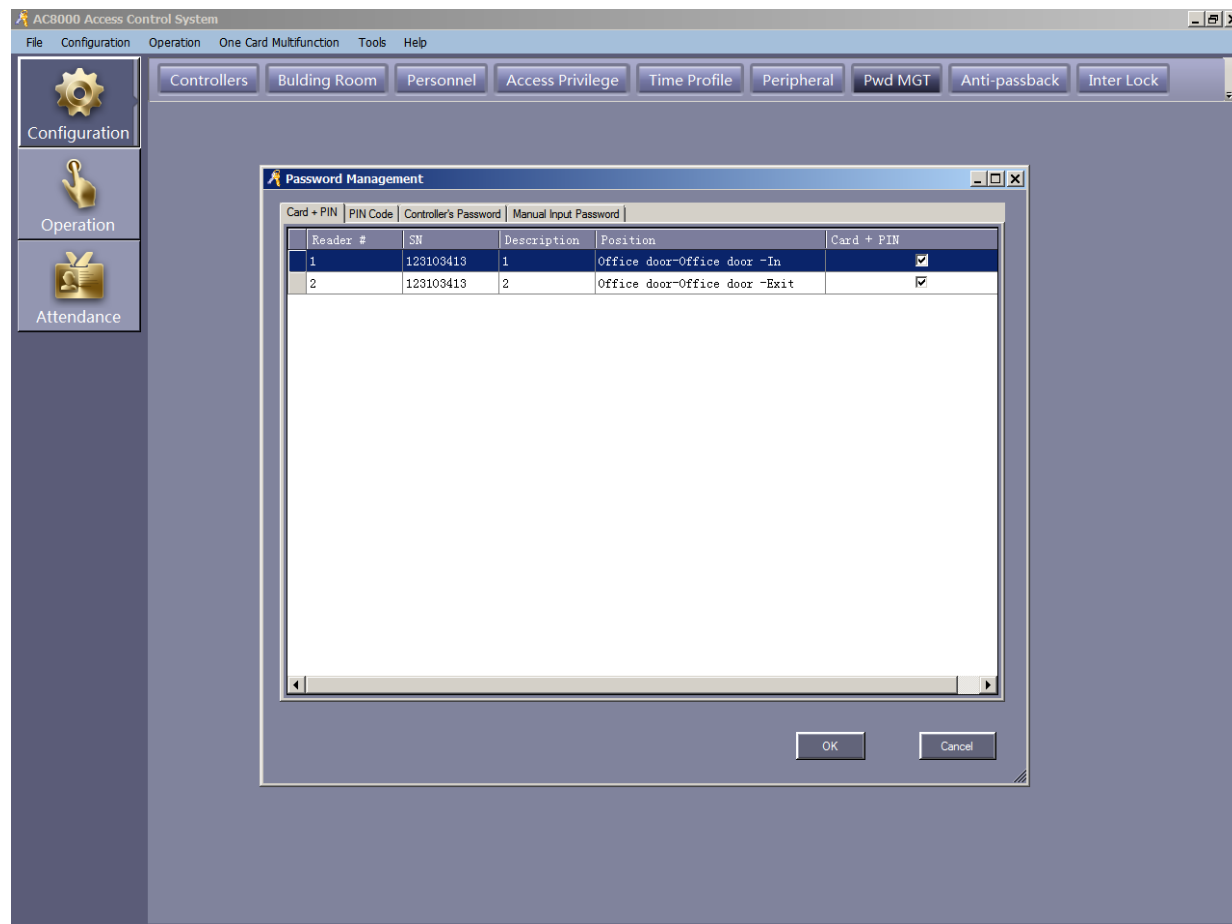 AC8000 Access Control System
File Configuration Operation One Card Multifunction Tools Help
Controllers Bulding Room Personnel Access Privilege Time Profile Peripheral Pwd MGT Anti-passback Inter Lock
Configuration
Operation
Attendance
Password Management
Card + PIN PIN Code Controller's Password Manual Input Password
Reader # SN Description Position Card + PIN
1 123103413 1 Office door-Office door -In
2 123103413 2 Office door-Office door -Exit
OK Cancel